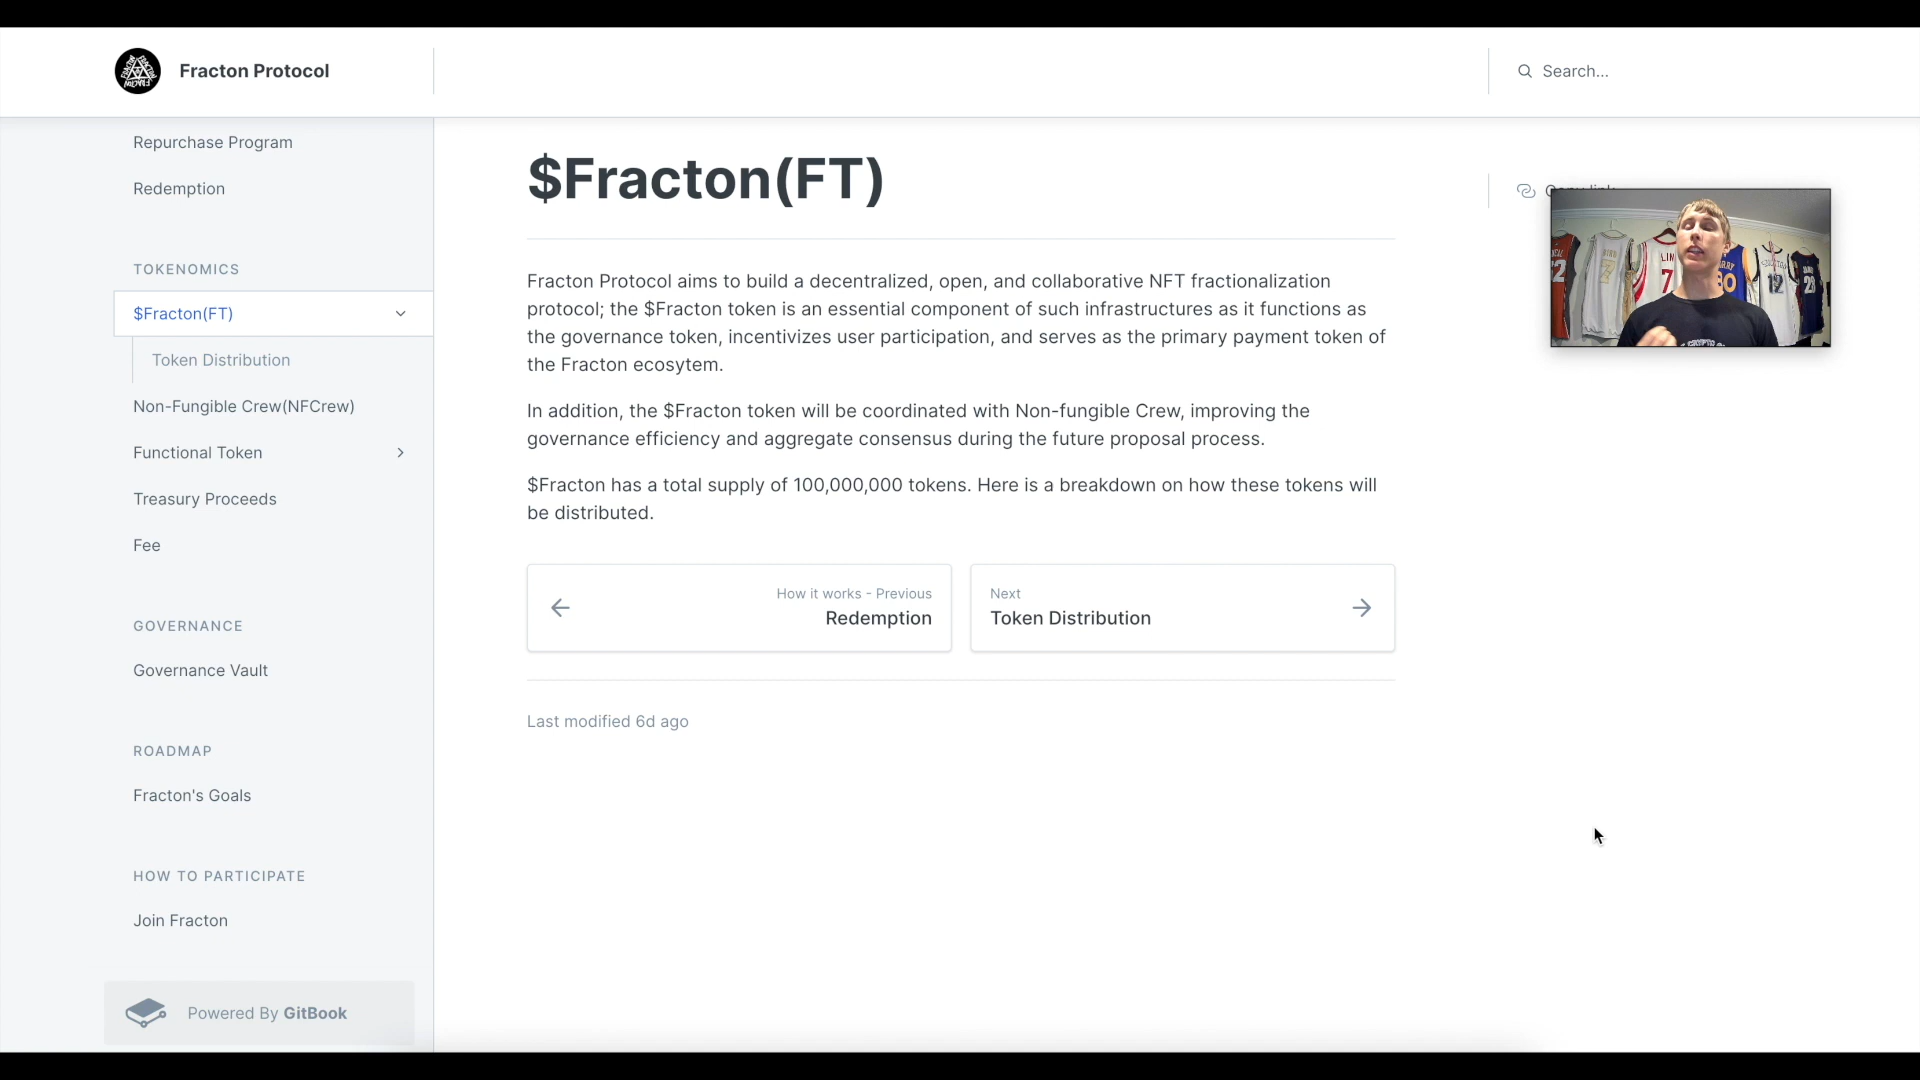 Fracton Protocol
Search...
Repurchase Program
Redemption
TOKENOMICS
$Fracton(FT)
Token Distribution
Non-Fungible Crew(NFCrew)
Functional Token
Treasury Proceeds
Fee
GOVERNANCE
Governance Vault
ROADMAP
Fracton's Goals
HOW TO PARTICIPATE
Join Fracton
Powered By GitBook
$Fracton(FT)
Copy link
Fracton Protocol aims to build a decentralized, open, and collaborative NFT fractionalization
protocol; the $Fracton token is an essential component of such infrastructures as it functions as
the governance token, incentivizes user participation, and serves as the primary payment token of
the Fracton ecosytem.
In addition, the $Fracton token will be coordinated with Non-fungible Crew, improving the
governance efficiency and aggregate consensus during the future proposal process.
$Fracton has a total supply of 100,000,000 tokens. Here is a breakdown on how these tokens will
be distributed.
How it works - Previous
Redemption
Next
Token Distribution
Last modified 6d ago